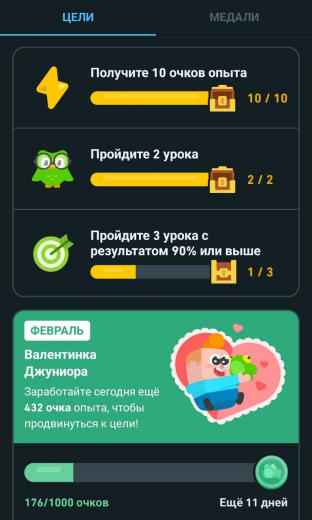 ЦЕЛИ МЕДАЛИ
Получите 10 очков опыта
10 / 10
Пройдите 2 урока
2 / 2
Пройдите 3 урока с
результатом 90% или выше
1 / 3
ФЕВРАЛЬ
Валентинка
Джуниора
Заработайте сегодня ещё
432 очка опыта, чтобы
продвинуться к цели!
176/1000 очков Ещё 11 дней